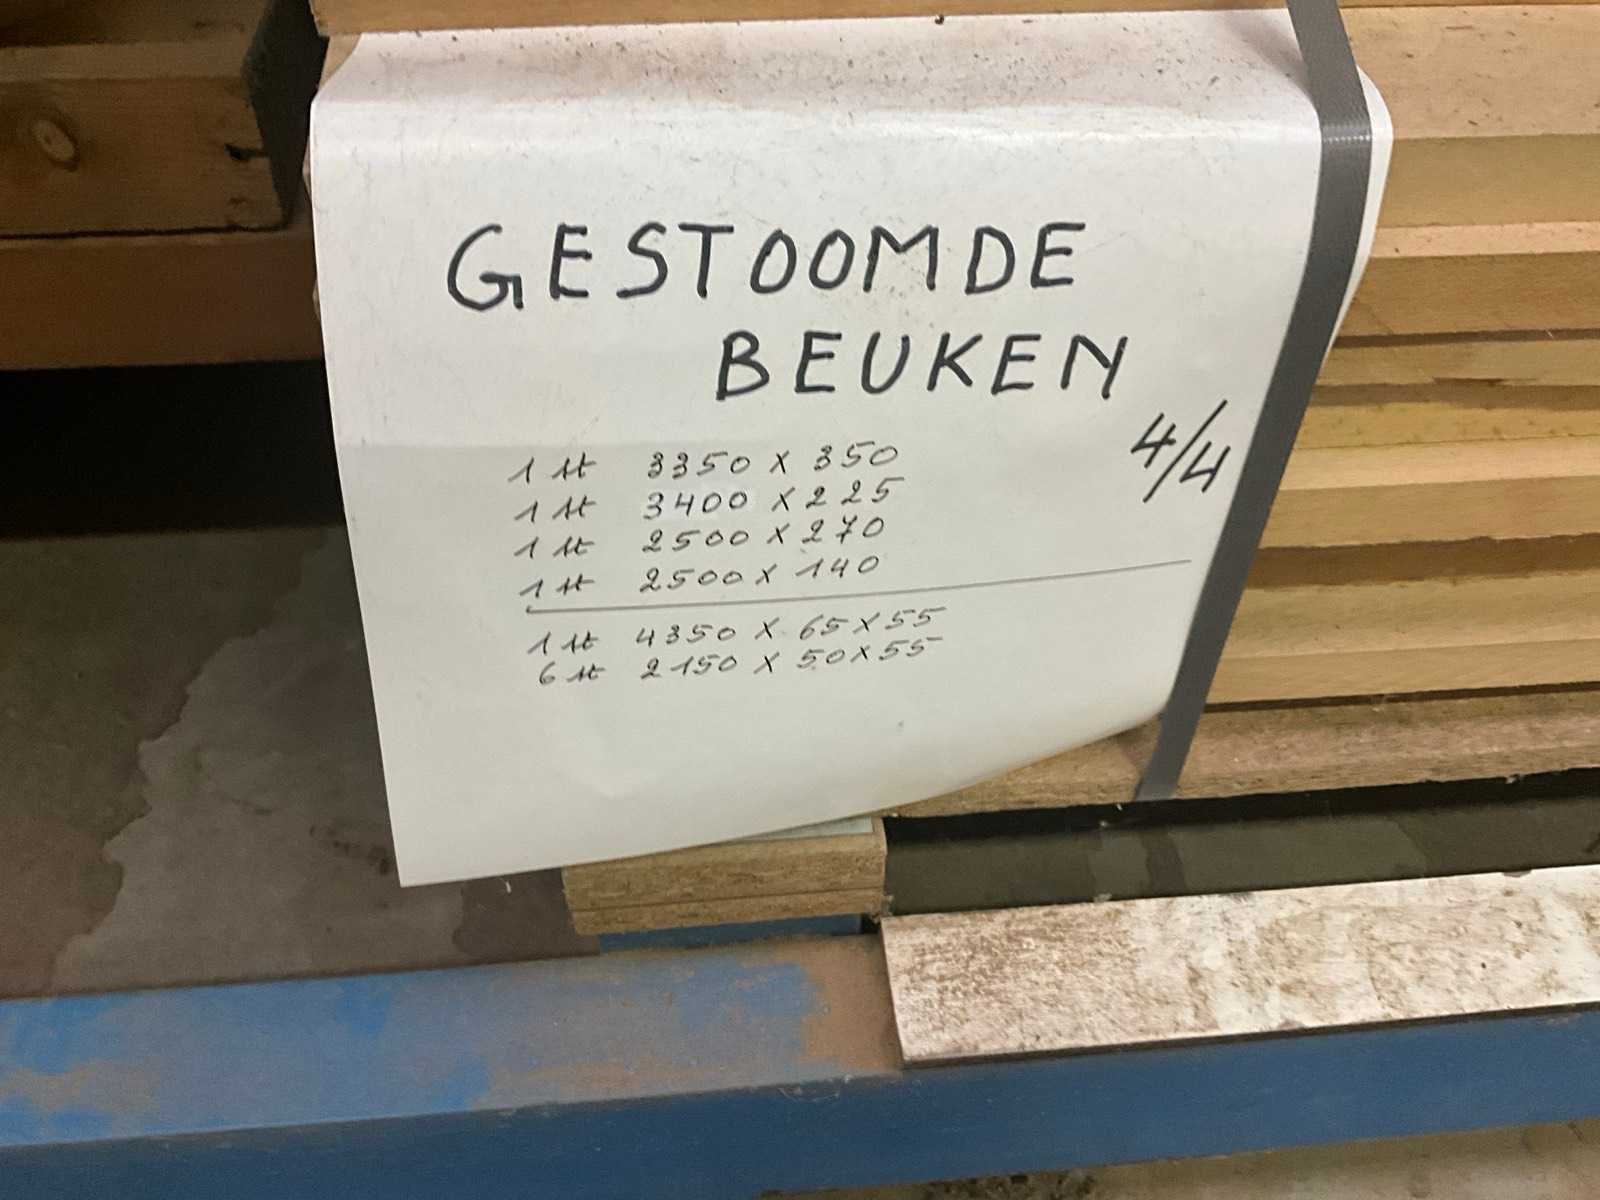 GESTOOMDE
BEUKEN
4/4
1 st 3350 x 350
1 st 3400 x 225
1 st 2500 x 270
1 st 2500 x 140
1 st 4350 x 65 x 55
6 st 2150 x 50 x 55